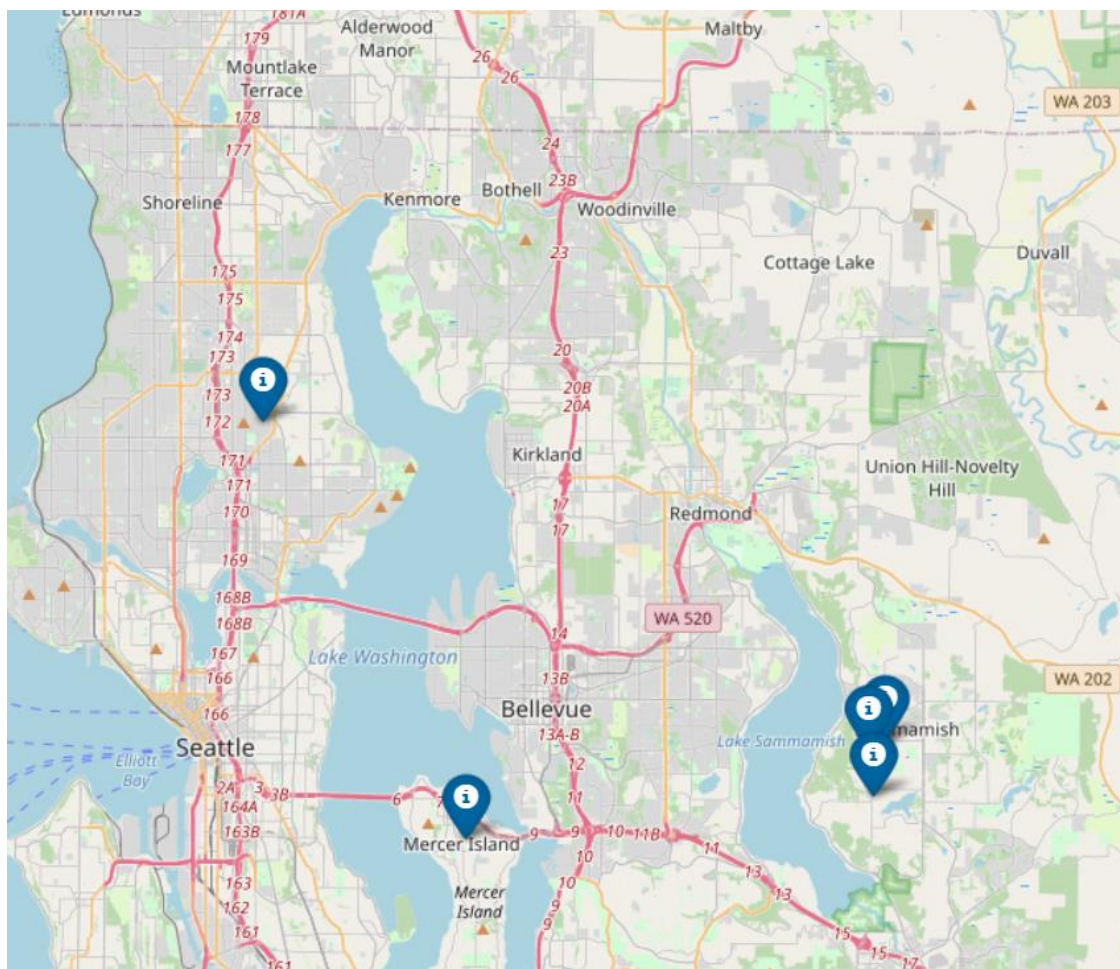 Edmonds
181A
179
Alderwood
Manor
Maltby
26
26
Mountlake
Terrace
WA 203
178
177
24
23B
Shoreline
Kenmore
Bothell
Woodinville
23
Cottage Lake
Duvall
175
175
174
173
173
172
20
20B
20A
i
171
171
170
169
Kirkland
17
17
Union Hill-Novelty
Hill
Redmond
168B
168B
167
166
166
WA 520
14
13B
Lake Washington
WA 202
Bellevue
13A-B
Lake Sammamish
i
i
i
mamish
Seattle
Elliott
Bay
2A
3
3B
164A
163B
163
162
161
161
6
7
i
Mercer Island
Mercer
Island
12
11
9
9
10
11B
11
10
10
9
9
13
13
15
15
17